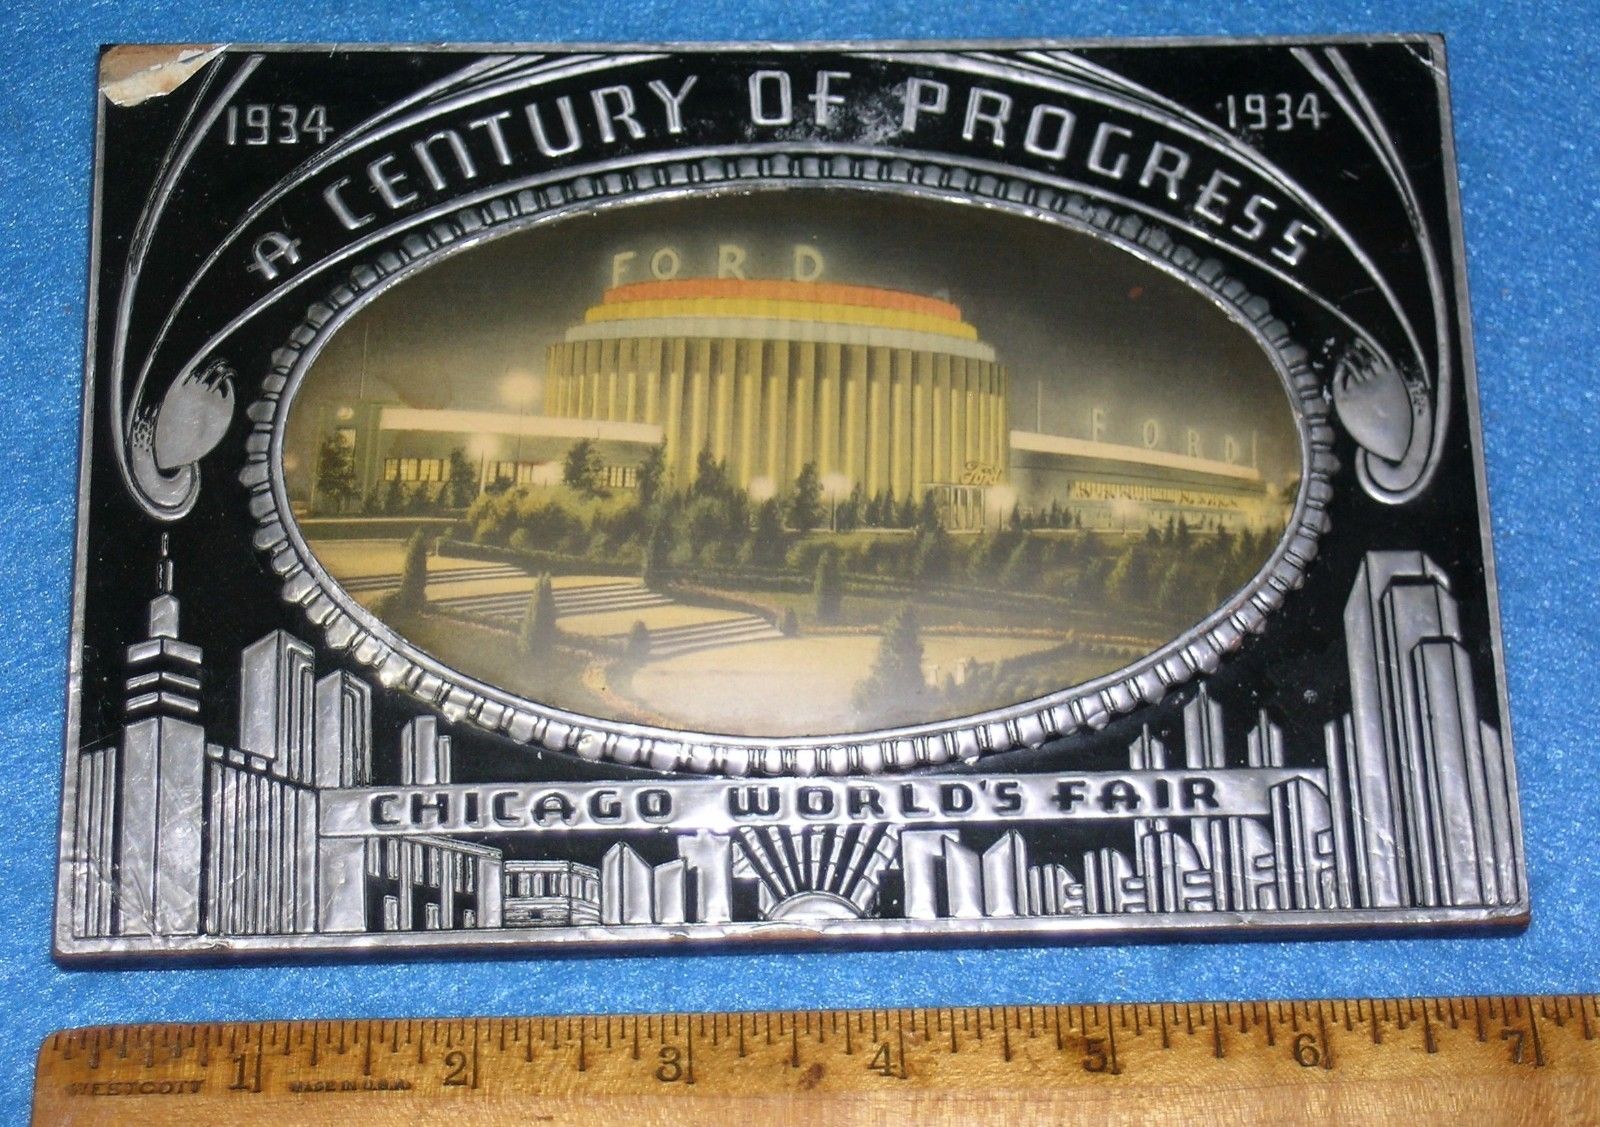 1934 1934
A CENTURY OF PROGRESS
FORD
FORD
Ford
CHICAGO WORLD'S FAIR
1 2 3 4 5 6 7
WESTCOTT MADE IN U.S.A.